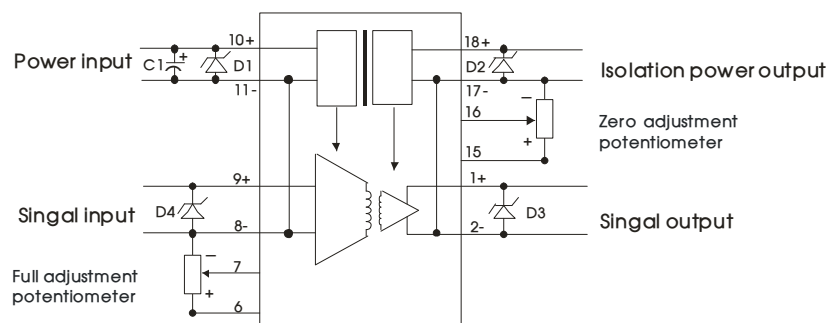 10+
18+
Power input
C1
+
D1
D2
Isolation power output
11-
17-
16
−
Zero adjustment
potentiometer
+
15
9+
1+
Singal input
D4
D3
Singal output
8-
2-
−
7
Full adjustment
potentiometer
+
6